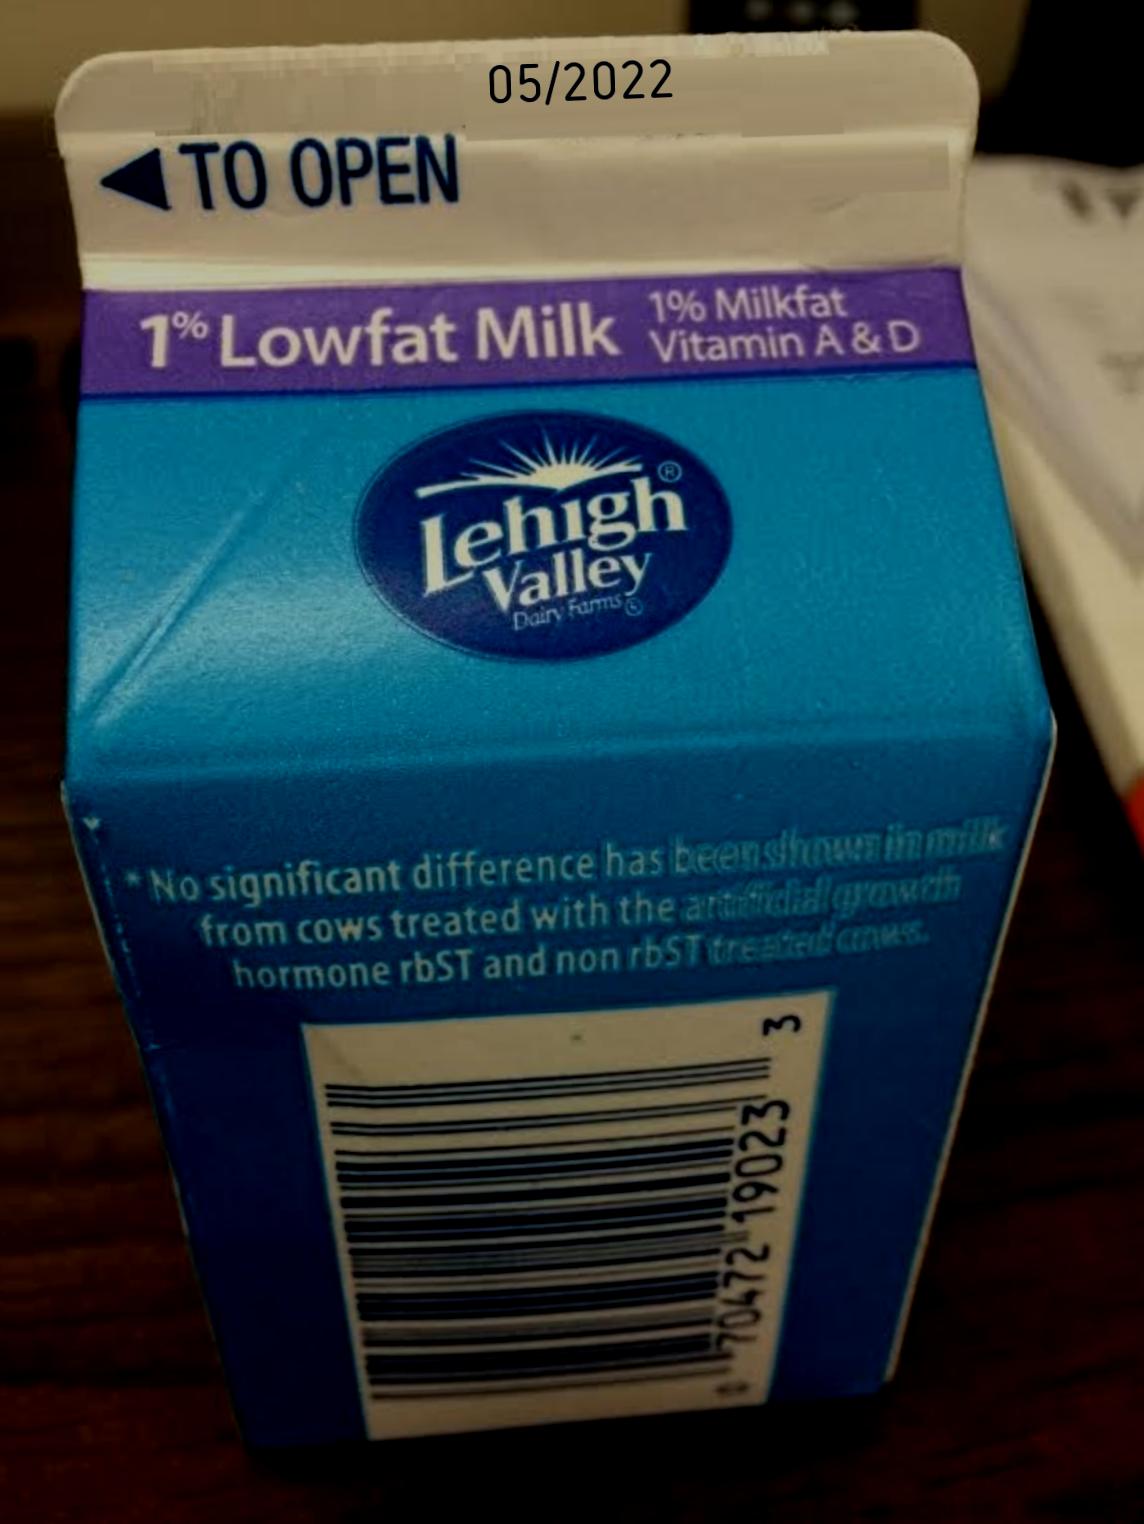 05/2022
TO OPEN
1% Lowfat Milk
1% Milkfat
Vitamin A & D
Lehigh®
Valley
Dairy Farms®
*No significant difference has been shown in milk
from cows treated with the artificial growth
hormone rbST and non rbST treated cows.
0 70472 19023 3